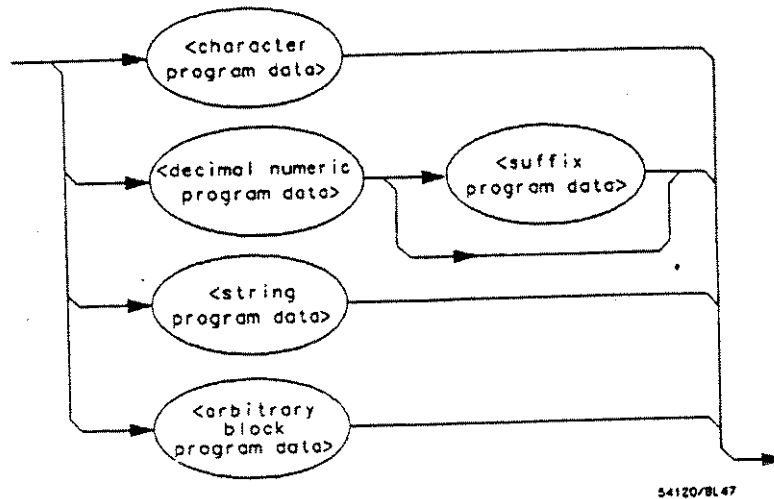 <character
program data>
<decimal numeric
program data>
<suffix
program data>
<string
program data>
<arbitrary
block
program data>
54120/BL47